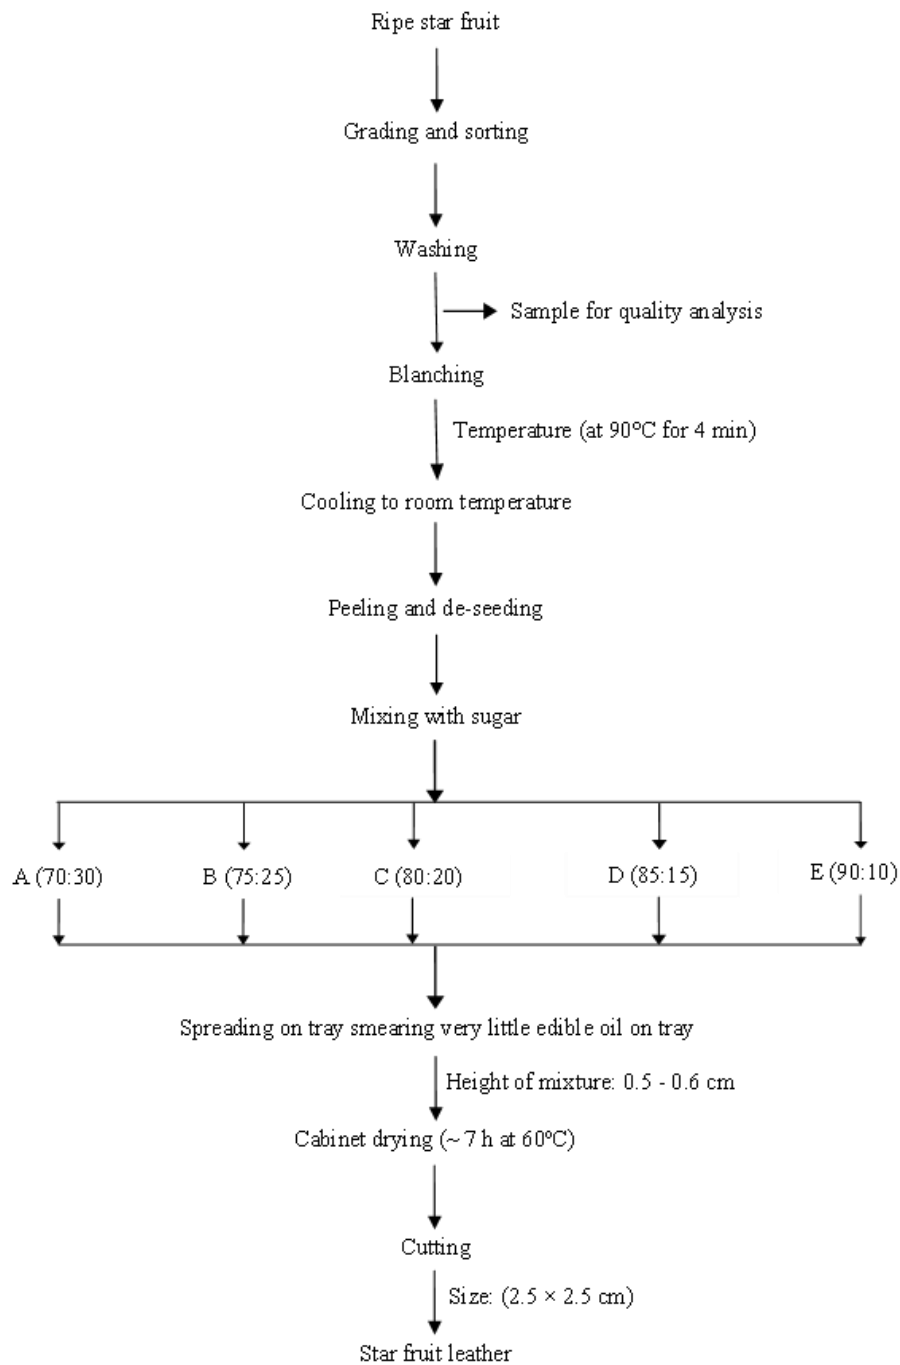 Ripe star fruit
Grading and sorting
Washing
Sample for quality analysis
Blanching
Temperature (at 90°C for 4 min)
Cooling to room temperature
Peeling and de-seeding
Mixing with sugar
A (70:30)
B (75:25)
C (80:20)
D (85:15)
E (90:10)
Spreading on tray smearing very little edible oil on tray
Height of mixture: 0.5 - 0.6 cm
Cabinet drying (~ 7 h at 60°C)
Cutting
Size: (2.5 × 2.5 cm)
Star fruit leather